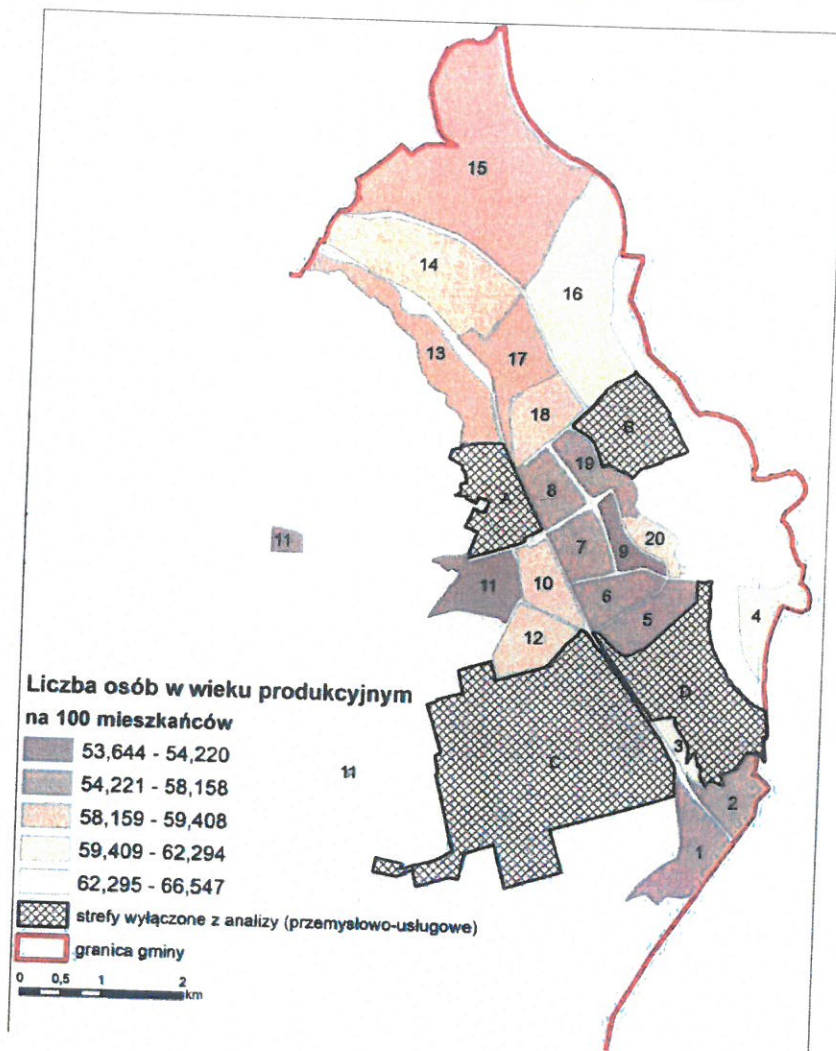 15
14
16
13
17
18
B
19
8
A
20
7
9
11
11
10
6
5
4
12
D
3
C
2
1
11
Liczba osób w wieku produkcyjnym
na 100 mieszkańców
53,644 - 54,220
54,221 - 58,158
58,159 - 59,408
59,409 - 62,294
62,295 - 66,547
strefy wyłączone z analizy (przemysłowo-usługowe)
granica gminy
0 0,5 1 2
km